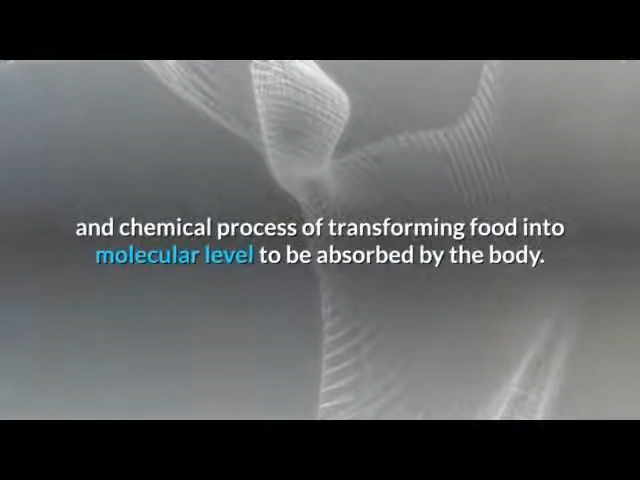 and chemical process of transforming food into
molecular level to be absorbed by the body.